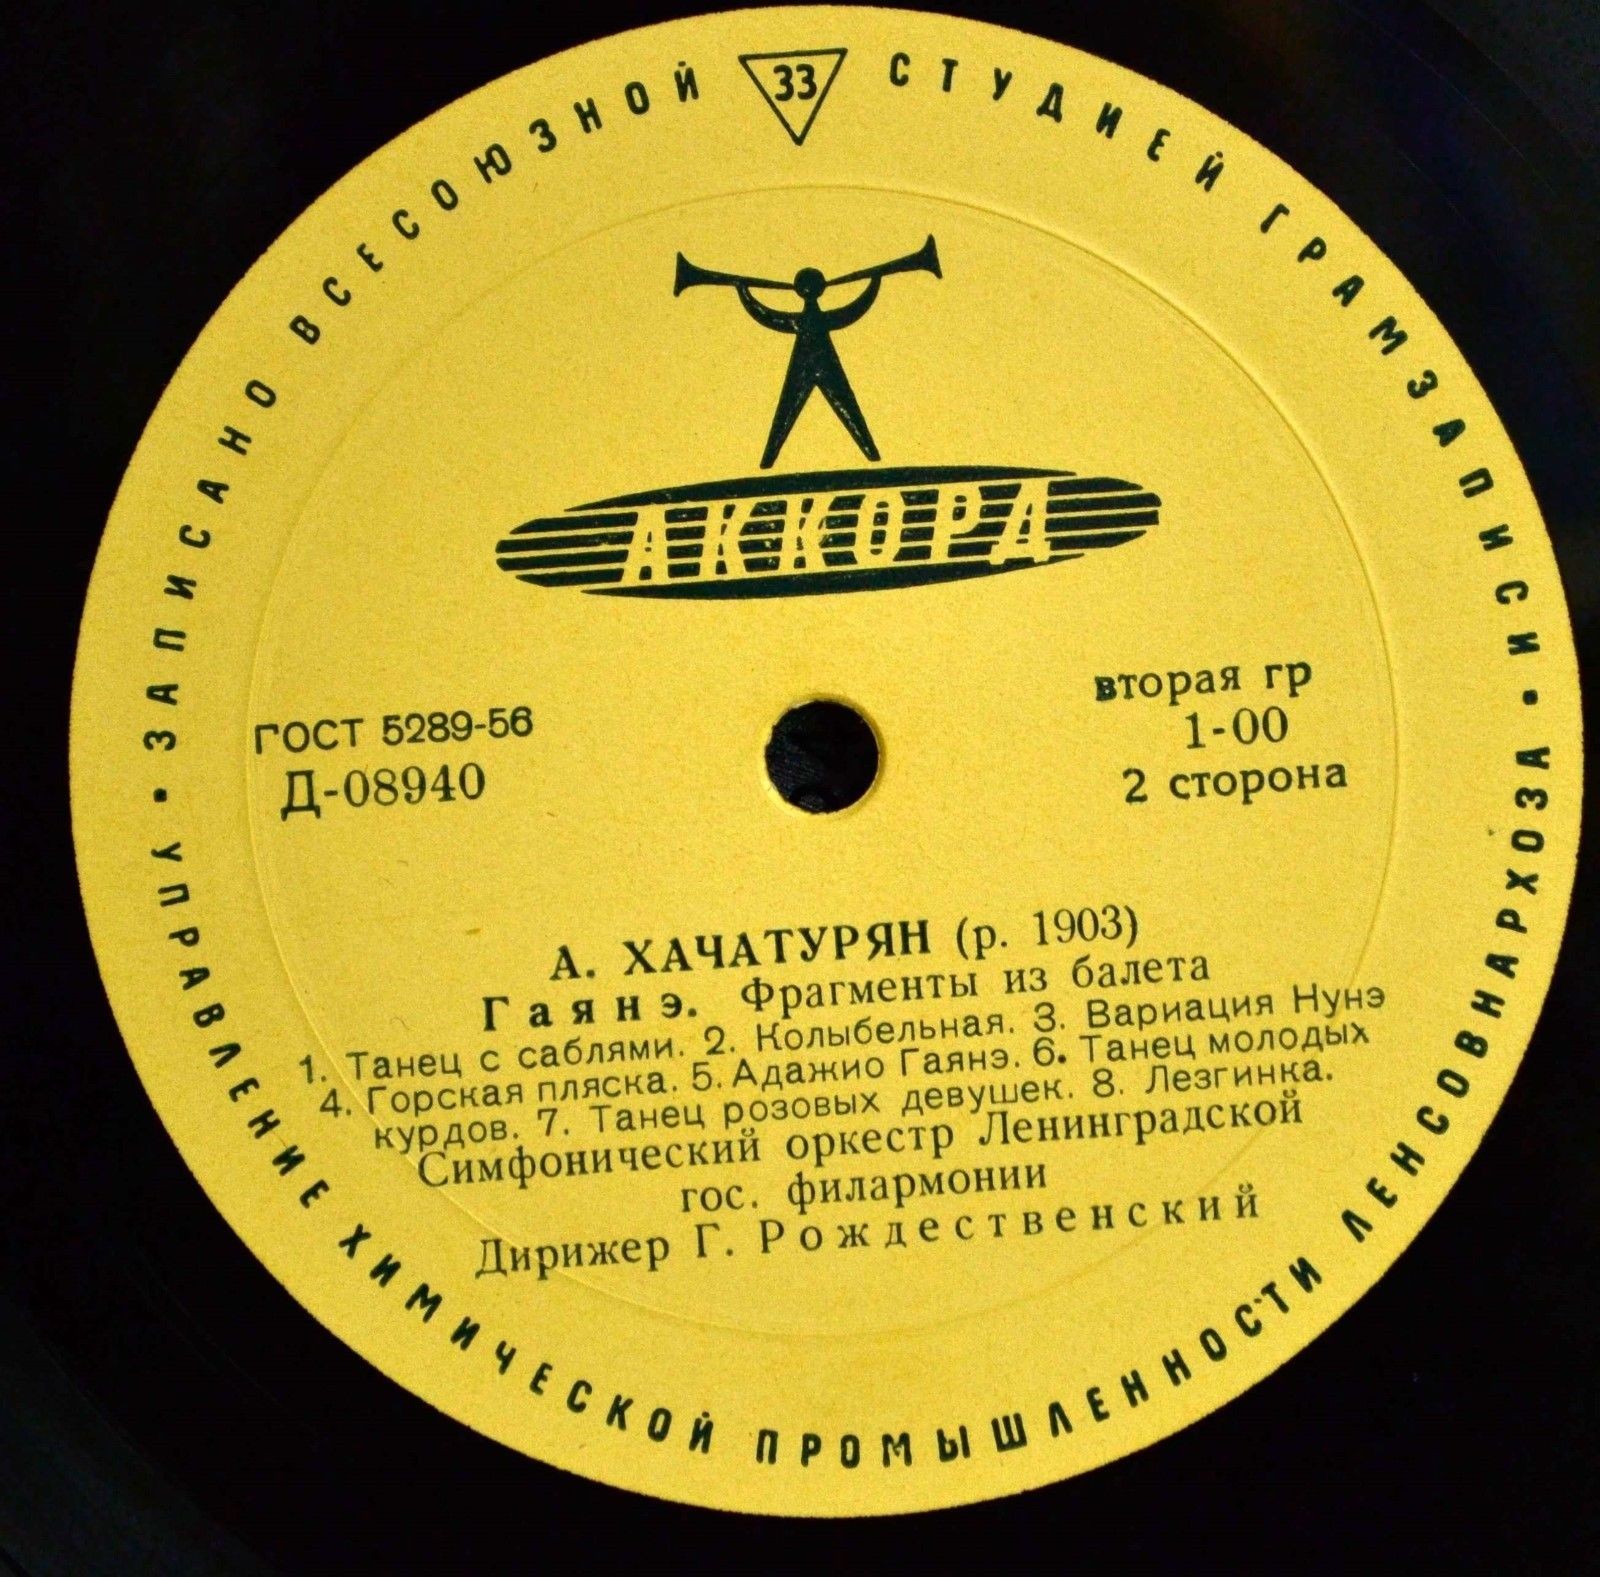 ЗАПИСАНО ВСЕСОЮЗНОЙ СТУДИЕЙ ГРАМЗАПИСИ •
33
АККОРД
ГОСТ 5289-56
Д-08940
вторая гр
1-00
2 сторона
А. ХАЧАТУРЯН (р. 1903)
Гаянэ. Фрагменты из балета
1. Танец с саблями. 2. Колыбельная. 3. Вариация Нунэ
4. Горская пляска. 5. Адажио Гаянэ. 6. Танец молодых
курдов. 7. Танец розовых девушек. 8. Лезгинка.
Симфонический оркестр Ленинградской
гос. филармонии
Дирижер Г. Рождественский
УПРАВЛЕНИЕ ХИМИЧЕСКОЙ ПРОМЫШЛЕННОСТИ ЛЕНСОВНАРХОЗА •